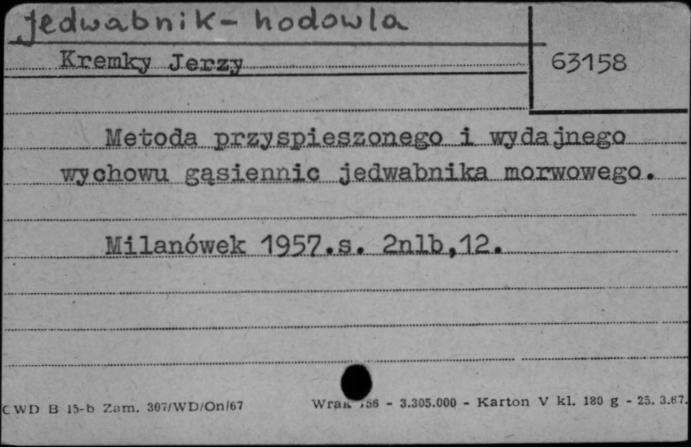 jedwabnik - hodowla
Kremky Jerzy
63158
Metoda przyspieszonego i wydajnego
wychowu gąsiennic jedwabnika morwowego.
Milanówek 1957.s. 2nlb,12.
CWD B 15-b Zam. 307/WD/On/67 - 3.305.000 - Karton V kl. 180 g - 25. 3.67.